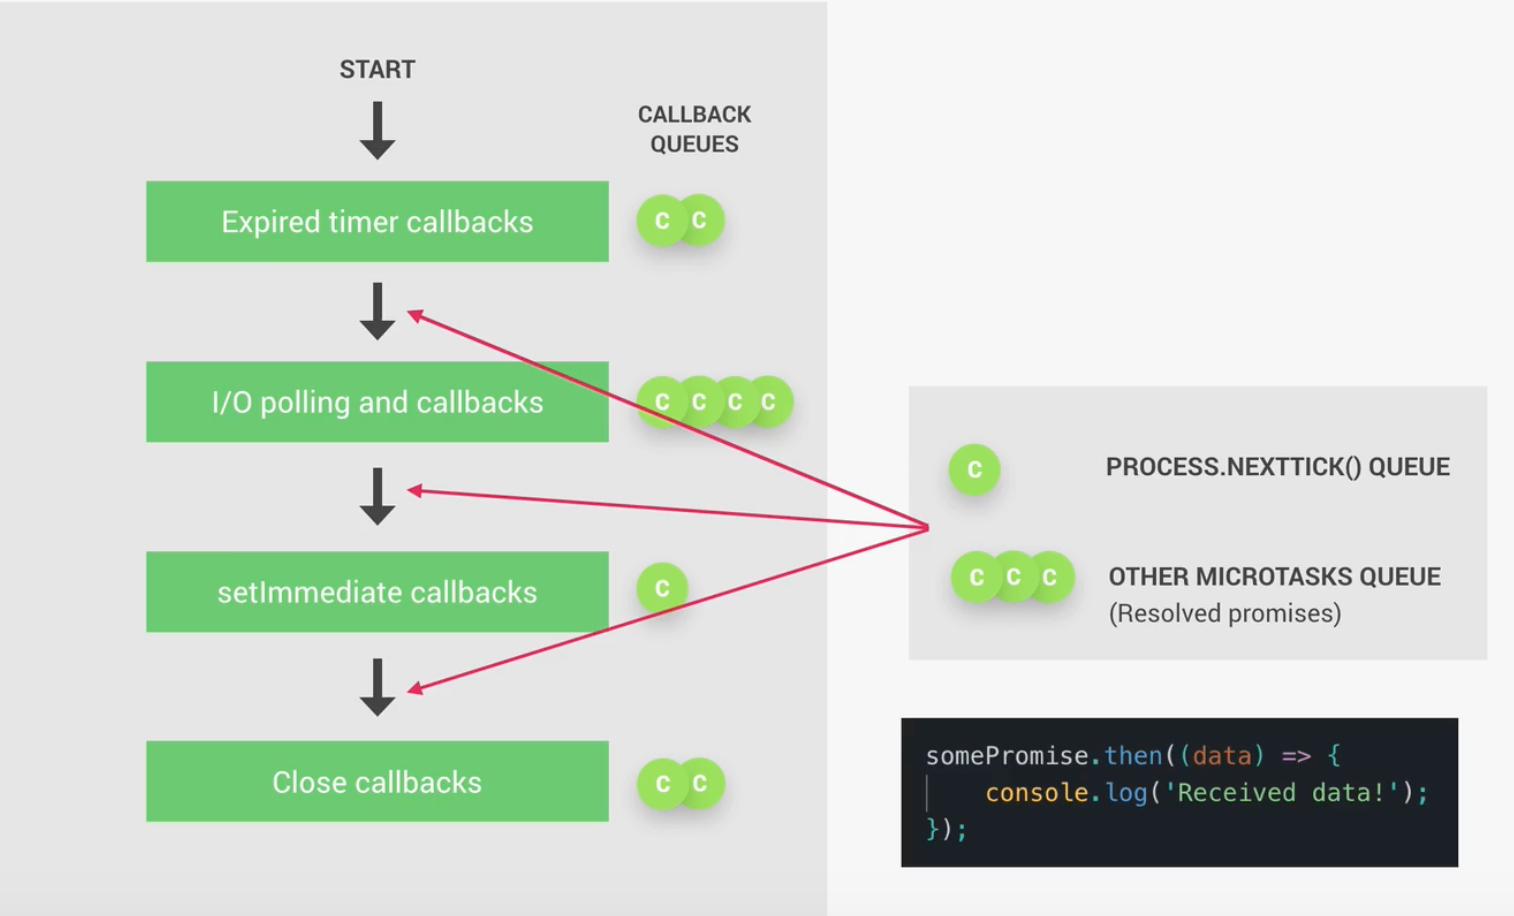 START
CALLBACK
QUEUES
Expired timer callbacks
C C
I/O polling and callbacks
C C C C
setImmediate callbacks
C
Close callbacks
C C
C PROCESS.NEXTTICK() QUEUE
C C C OTHER MICROTASKS QUEUE
(Resolved promises)
somePromise.then((data) => {
    console.log('Received data!');
});